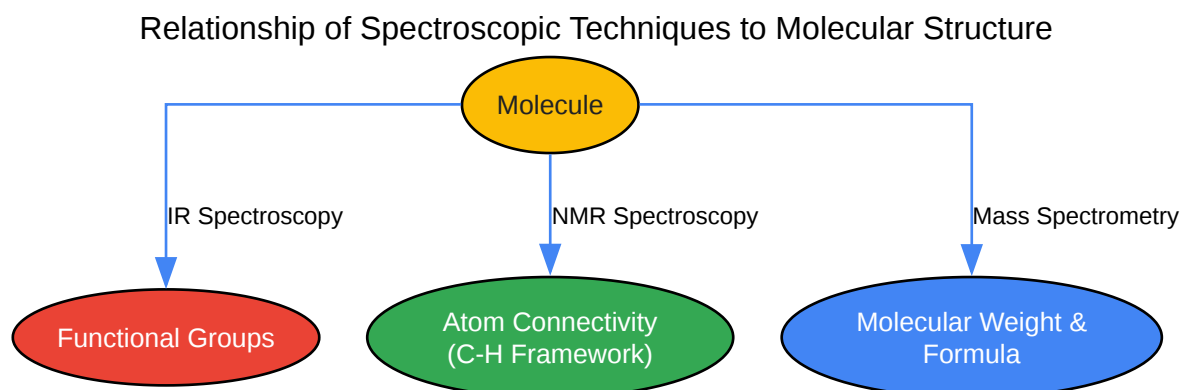 Relationship of Spectroscopic Techniques to Molecular Structure
Molecule
IR Spectroscopy
NMR Spectroscopy
Mass Spectrometry
Functional Groups
Atom Connectivity
(C-H Framework)
Molecular Weight &
Formula